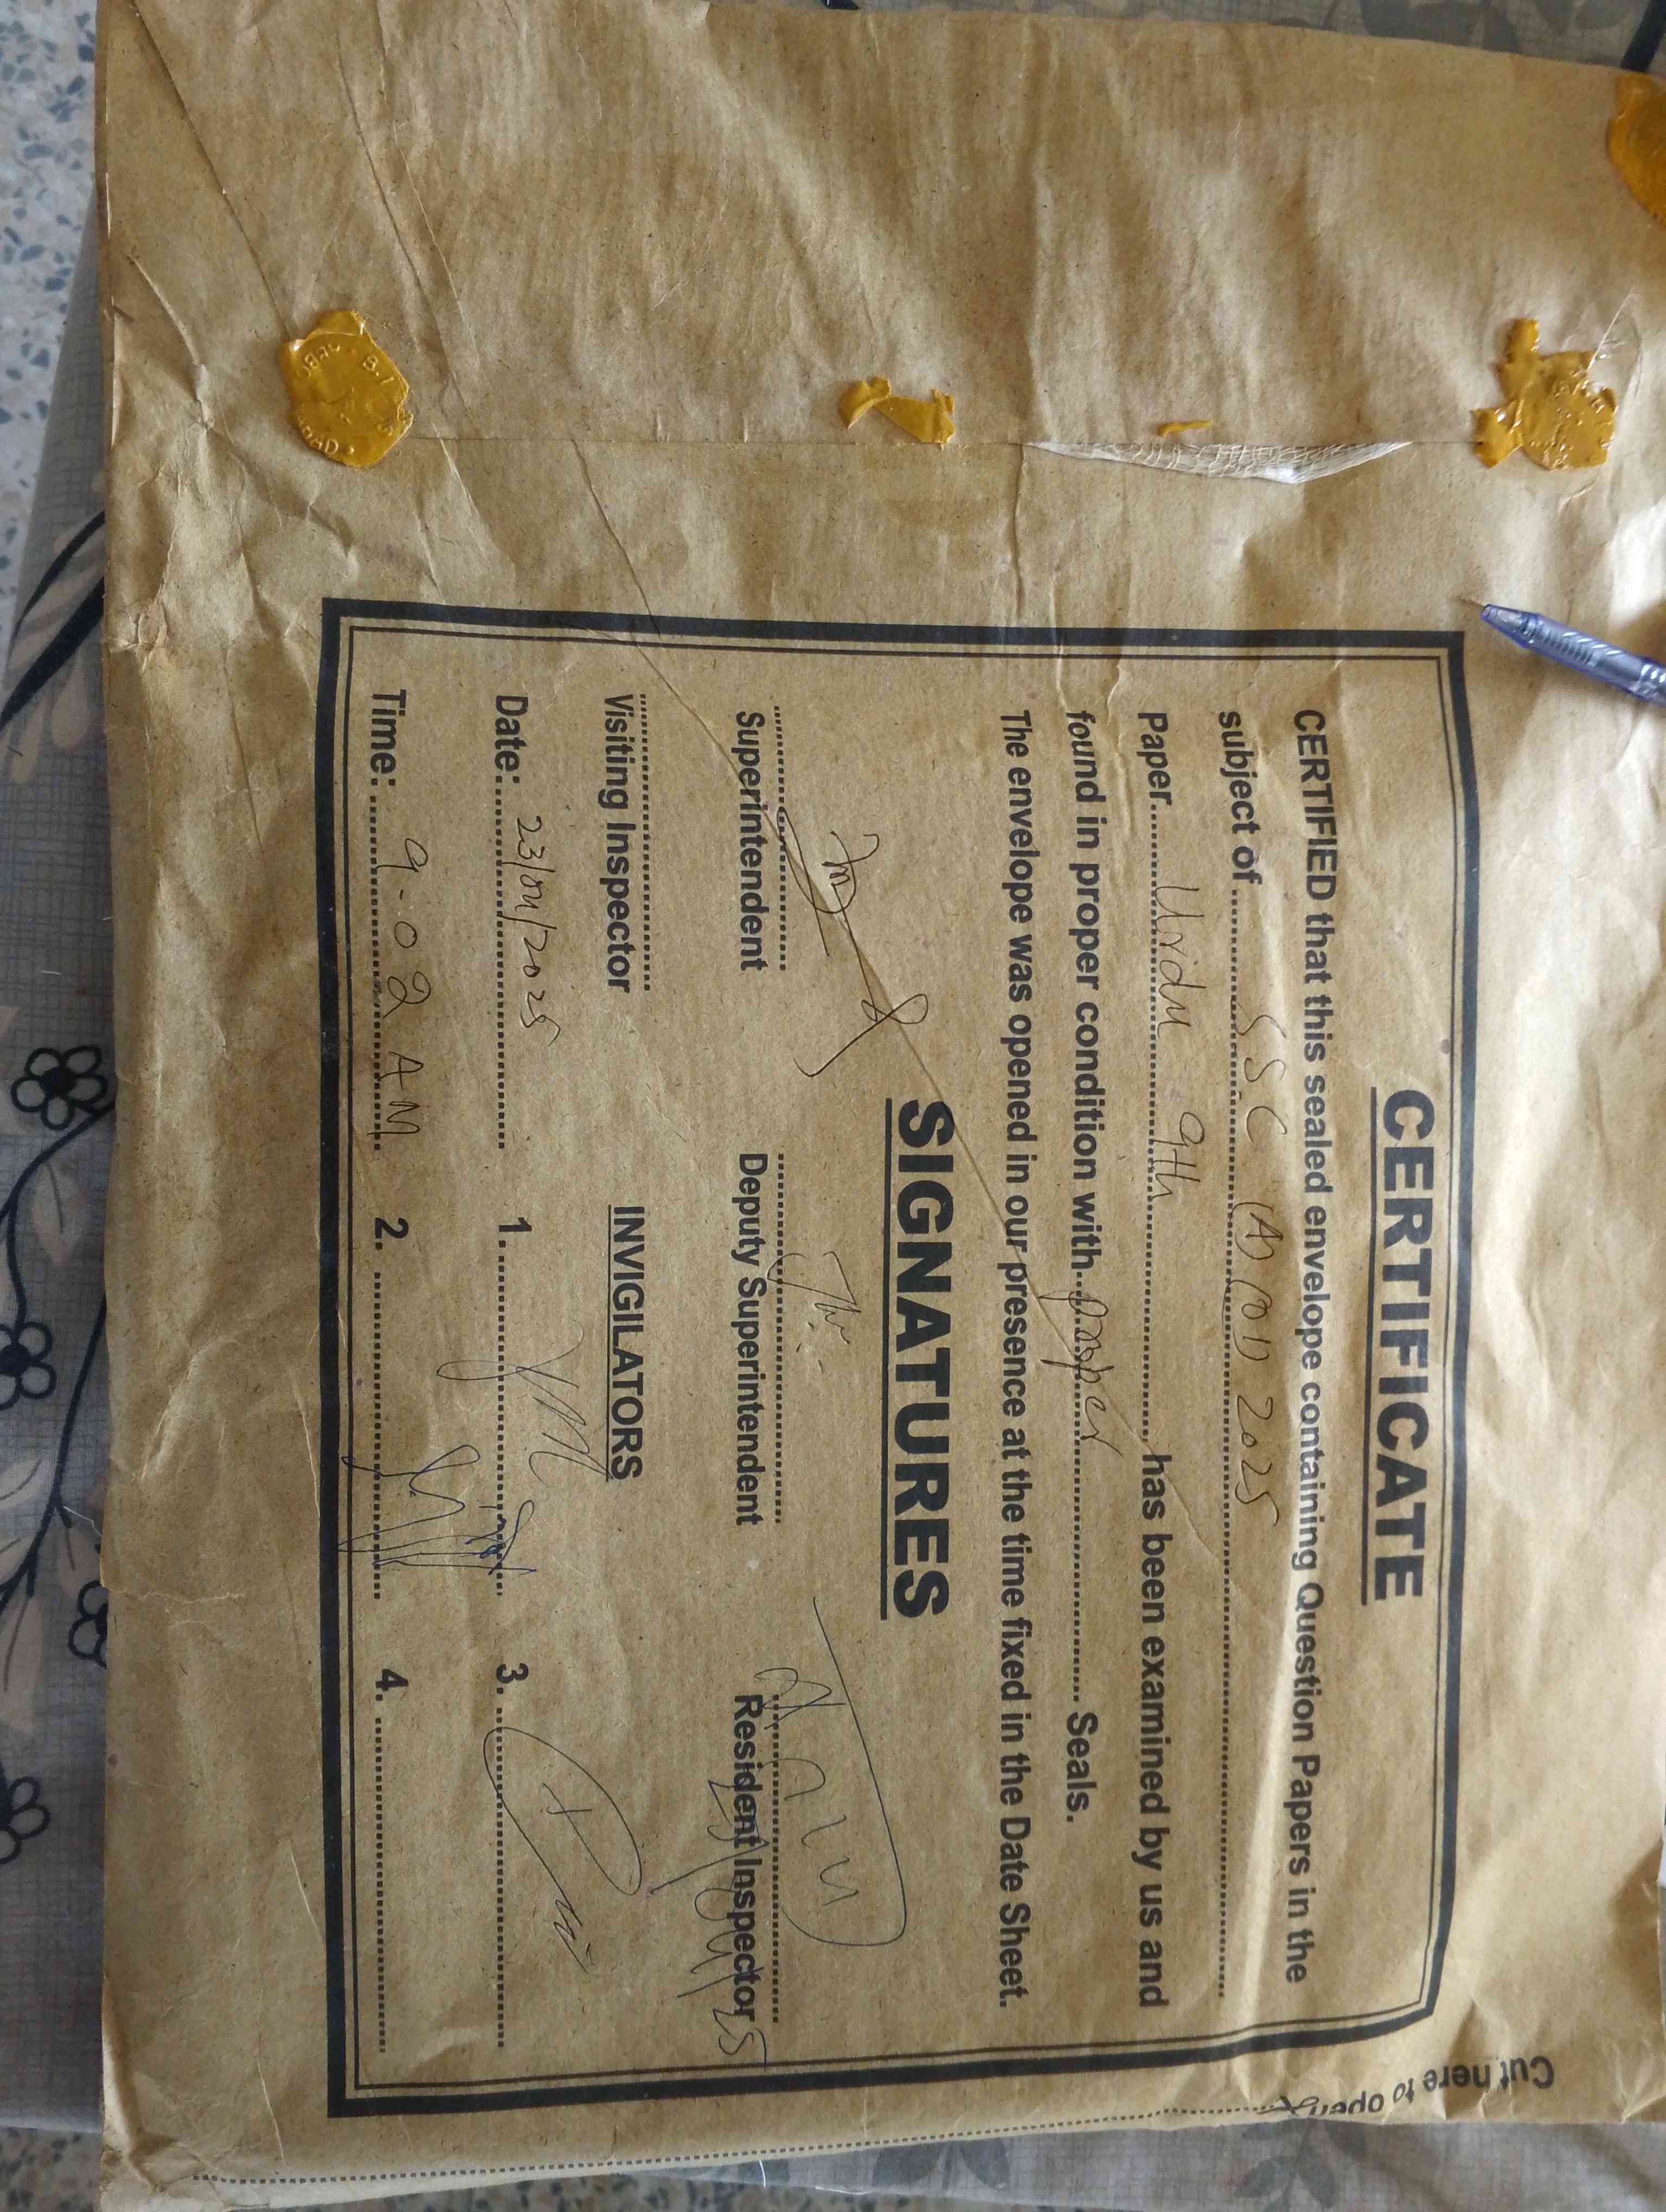 CERTIFICATE
CERTIFIED that this sealed envelope containing Question Papers in the
subject of SSC (A) 2025
Paper Urdu 9th has been examined by us and
found in proper condition with proper Seals.
The envelope was opened in our presence at the time fixed in the Date Sheet.
SIGNATURES
Superintendent Deputy Superintendent Resident Inspector
Visiting Inspector
INVIGILATORS
Date: 23/04/2025 1. 3.
Time: 9-02 AM 2. 4.
Cut here to open